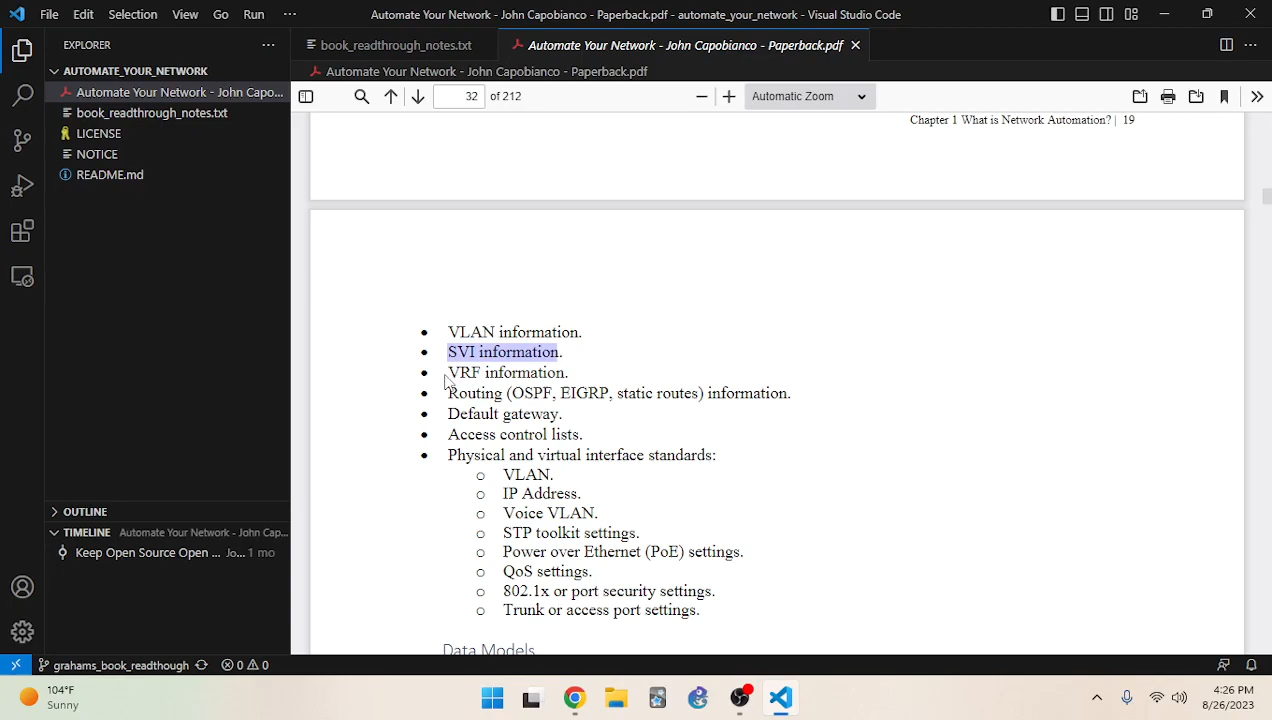 File Edit Selection View Go Run ···
Automate Your Network - John Capobianco - Paperback.pdf - automate_your_network - Visual Studio Code
EXPLORER ···
AUTOMATE_YOUR_NETWORK
Automate Your Network - John Capo...
book_readthrough_notes.txt
LICENSE
NOTICE
README.md
OUTLINE
TIMELINE Automate Your Network - John Cap...
Keep Open Source Open ... Jo... 1 mo
book_readthrough_notes.txt
Automate Your Network - John Capobianco - Paperback.pdf
Automate Your Network - John Capobianco - Paperback.pdf
32 of 212
Automatic Zoom
Chapter 1 What is Network Automation? | 19
• VLAN information.
• SVI information.
• VRF information.
• Routing (OSPF, EIGRP, static routes) information.
• Default gateway.
• Access control lists.
• Physical and virtual interface standards:
o VLAN.
o IP Address.
o Voice VLAN.
o STP toolkit settings.
o Power over Ethernet (PoE) settings.
o QoS settings.
o 802.1x or port security settings.
o Trunk or access port settings.
Data Models
grahams_book_readthough 0 0
104°F
Sunny
4:26 PM
8/26/2023